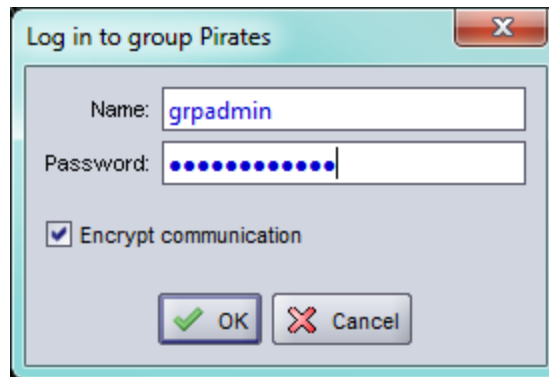 Log in to group Pirates
Name: grpadmin
Password: ●●●●●●●●●●●●
Encrypt communication
OK Cancel